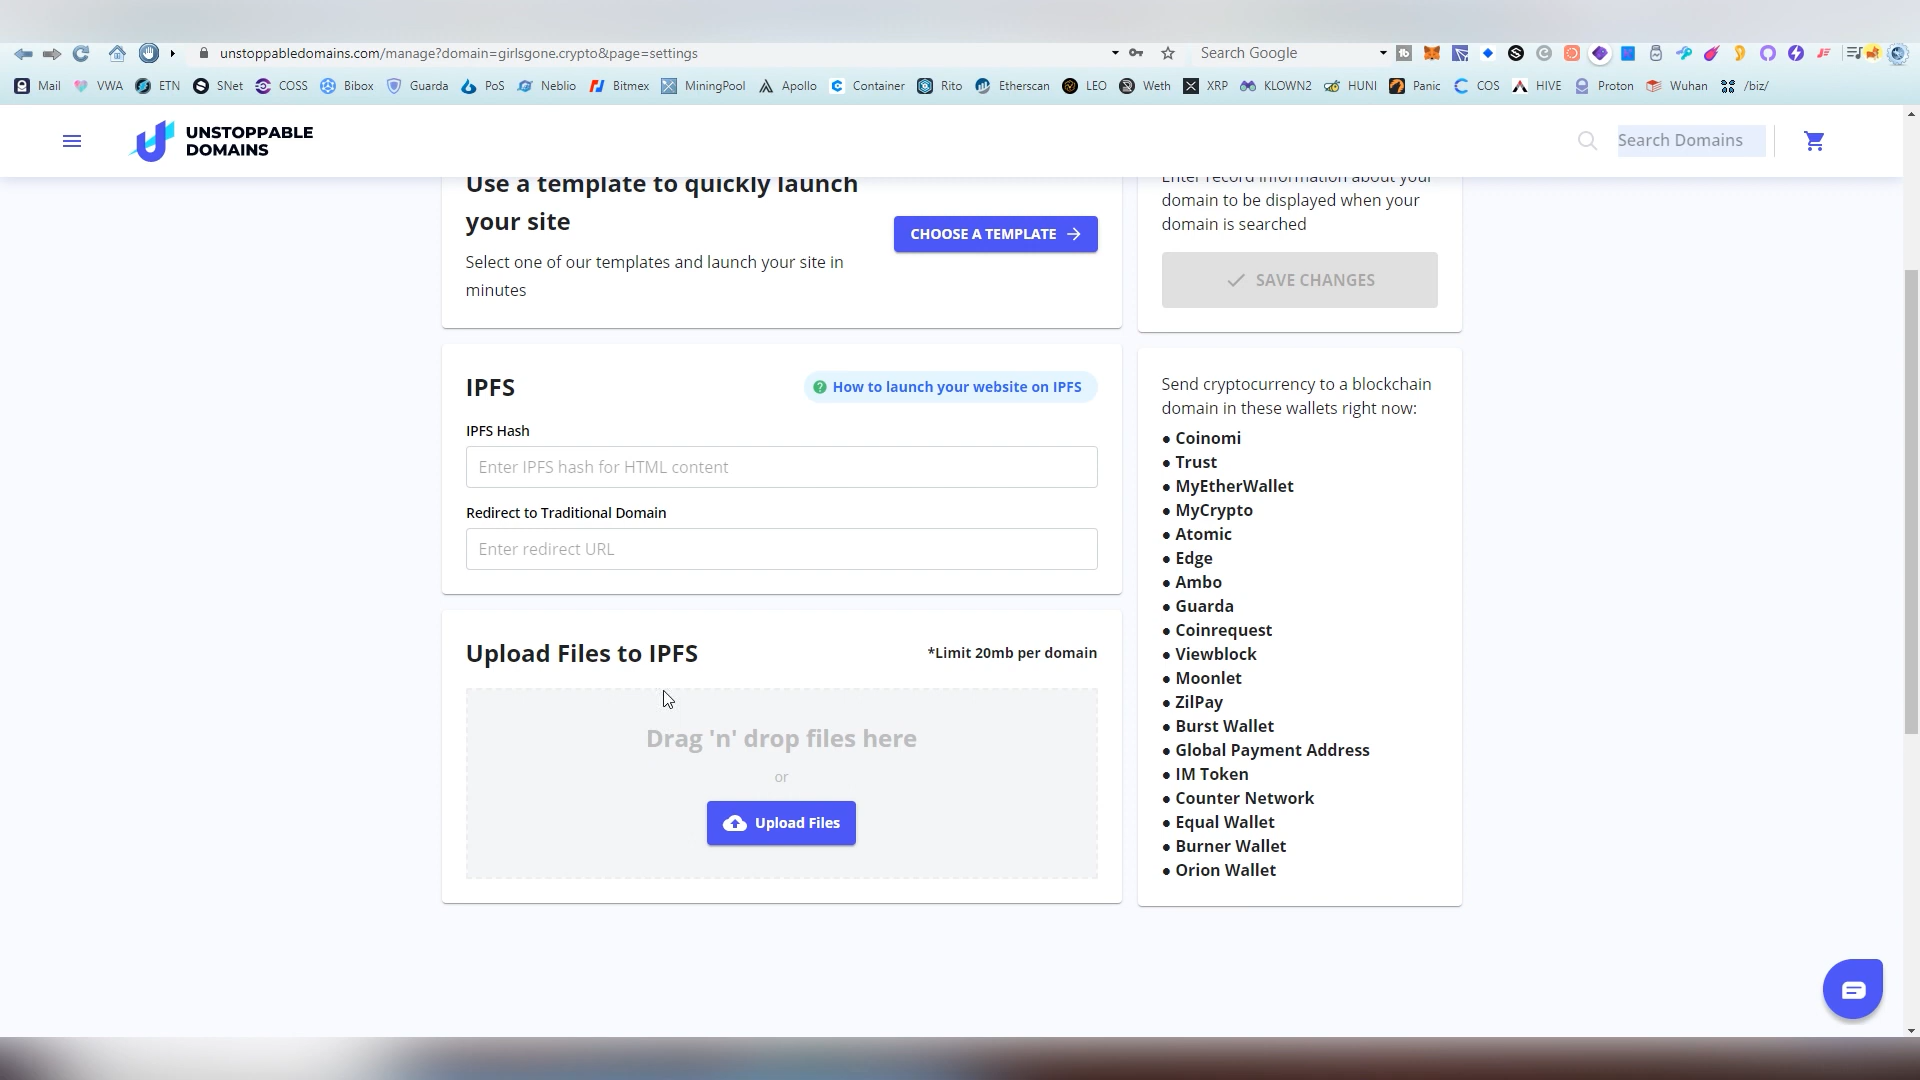 unstoppabledomains.com/manage?domain=girlsgone.crypto&page=settings
Search Google
Mail VWA ETN SNet COSS Bibox Guarda PoS Neblio Bitmex MiningPool Apollo Container Rito Etherscan LEO Weth XRP KLOWN2 HUNI Panic COS HIVE Proton Wuhan /biz/
UNSTOPPABLE
DOMAINS
Search Domains
Use a template to quickly launch
your site
CHOOSE A TEMPLATE
Select one of our templates and launch your site in
minutes
Enter record information about your
domain to be displayed when your
domain is searched
SAVE CHANGES
IPFS
How to launch your website on IPFS
IPFS Hash
Enter IPFS hash for HTML content
Redirect to Traditional Domain
Enter redirect URL
Upload Files to IPFS
*Limit 20mb per domain
Drag 'n' drop files here
or
Upload Files
Send cryptocurrency to a blockchain
domain in these wallets right now:
• Coinomi
• Trust
• MyEtherWallet
• MyCrypto
• Atomic
• Edge
• Ambo
• Guarda
• Coinrequest
• Viewblock
• Moonlet
• ZilPay
• Burst Wallet
• Global Payment Address
• IM Token
• Counter Network
• Equal Wallet
• Burner Wallet
• Orion Wallet